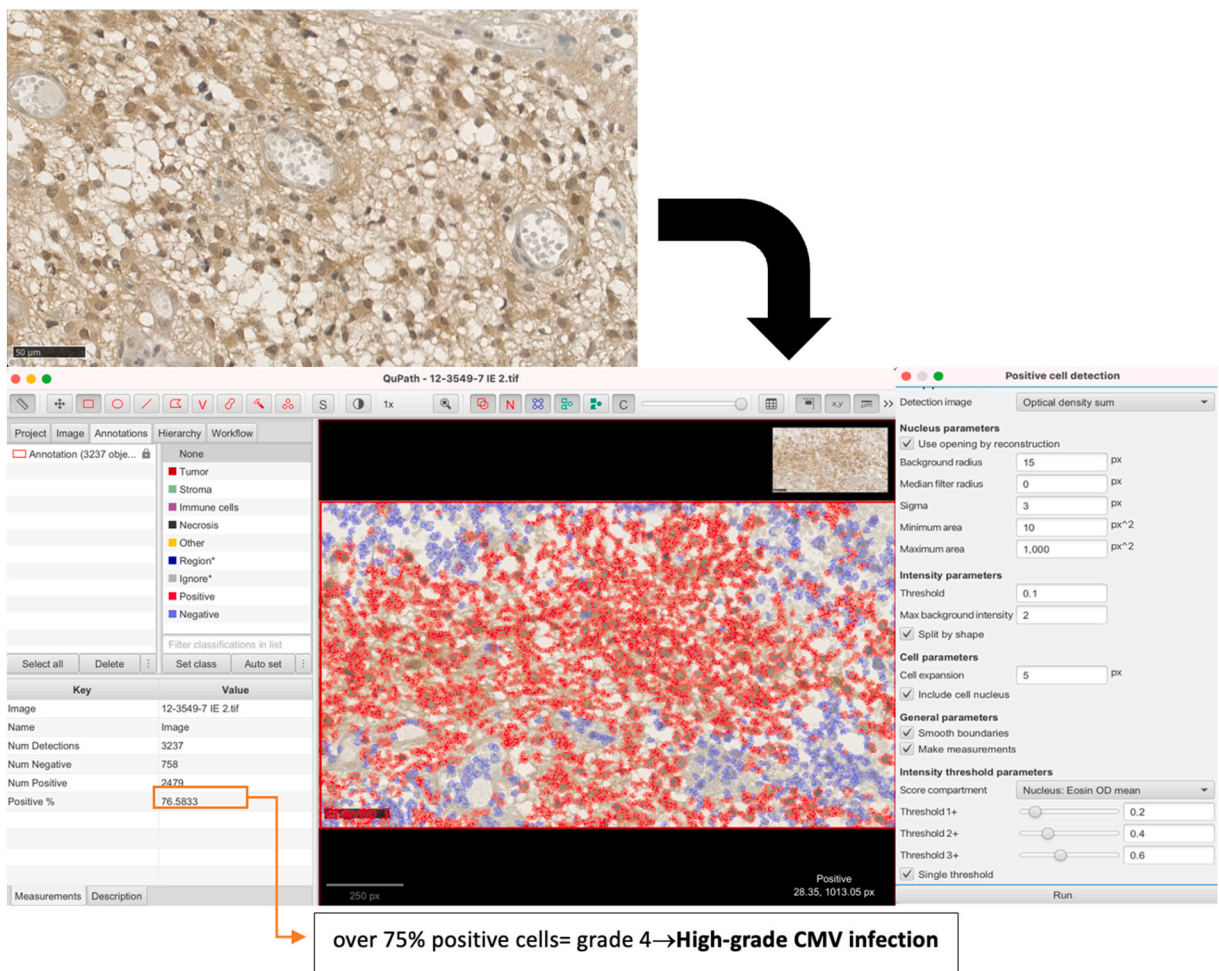 50 µm
QuPath - 12-3549-7 IE 2.tif
S
1x
N
C
x,y
µm
>>
Project Image Annotations Hierarchy Workflow
Annotation (3237 obje...
None
Tumor
Stroma
Immune cells
Necrosis
Other
Region*
Ignore*
Positive
Negative
Filter classifications in list
Select all Delete ⋮ Set class Auto set ⋮
Key Value
Image 12-3549-7 IE 2.tif
Name Image
Num Detections 3237
Num Negative 758
Num Positive 2479
Positive % 76.5833
Measurements Description
250 px
Positive
28.35, 1013.05 px
Positive cell detection
Detection image Optical density sum
Nucleus parameters
Use opening by reconstruction
Background radius 15 px
Median filter radius 0 px
Sigma 3 px
Minimum area 10 px^2
Maximum area 1,000 px^2
Intensity parameters
Threshold 0.1
Max background intensity 2
Split by shape
Cell parameters
Cell expansion 5 px
Include cell nucleus
General parameters
Smooth boundaries
Make measurements
Intensity threshold parameters
Score compartment Nucleus: Eosin OD mean
Threshold 1+ 0.2
Threshold 2+ 0.4
Threshold 3+ 0.6
Single threshold
Run
over 75% positive cells= grade 4→High-grade CMV infection